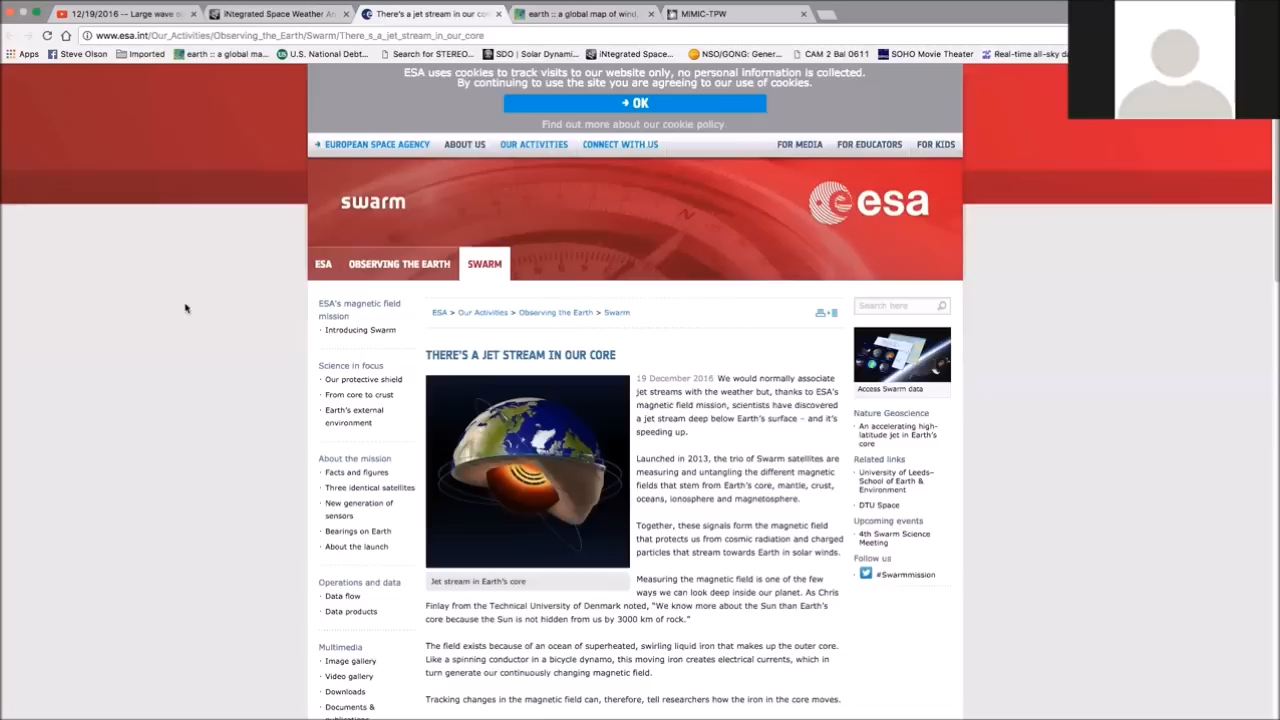 12/19/2016 -- Large wave o
iNtegrated Space Weather An
There's a jet stream in our co
earth :: a global map of wind,
MIMIC-TPW
www.esa.int/Our_Activities/Observing_the_Earth/Swarm/There_s_a_jet_stream_in_our_core
Apps
Steve Olson
Imported
earth :: a global ma...
U.S. National Debt...
Search for STEREO...
SDO | Solar Dynami...
iNtegrated Space...
NSO/GONG: Gener...
CAM 2 Bal 0611
SOHO Movie Theater
Real-time all-sky da
ESA uses cookies to track visits to our website only, no personal information is collected.
By continuing to use the site you are agreeing to our use of cookies.
OK
Find out more about our cookie policy.
EUROPEAN SPACE AGENCY
ABOUT US
OUR ACTIVITIES
CONNECT WITH US
FOR MEDIA
FOR EDUCATORS
FOR KIDS
swarm
esa
ESA
OBSERVING THE EARTH
SWARM
ESA's magnetic field
mission
· Introducing Swarm
Science in focus
· Our protective shield
· From core to crust
· Earth's external
environment
About the mission
· Facts and figures
· Three identical satellites
· New generation of
sensors
· Bearings on Earth
· About the launch
Operations and data
· Data flow
· Data products
Multimedia
· Image gallery
· Video gallery
· Downloads
· Documents &
ESA > Our Activities > Observing the Earth > Swarm
THERE'S A JET STREAM IN OUR CORE
Jet stream in Earth's core
19 December 2016 We would normally associate
jet streams with the weather but, thanks to ESA's
magnetic field mission, scientists have discovered
a jet stream deep below Earth's surface – and it's
speeding up.
Launched in 2013, the trio of Swarm satellites are
measuring and untangling the different magnetic
fields that stem from Earth's core, mantle, crust,
oceans, ionosphere and magnetosphere.
Together, these signals form the magnetic field
that protects us from cosmic radiation and charged
particles that stream towards Earth in solar winds.
Measuring the magnetic field is one of the few
ways we can look deep inside our planet. As Chris
Finlay from the Technical University of Denmark noted, “We know more about the Sun than Earth's
core because the Sun is not hidden from us by 3000 km of rock.”
The field exists because of an ocean of superheated, swirling liquid iron that makes up the outer core.
Like a spinning conductor in a bicycle dynamo, this moving iron creates electrical currents, which in
turn generate our continuously changing magnetic field.
Tracking changes in the magnetic field can, therefore, tell researchers how the iron in the core moves.
Search here
Access Swarm data
Nature Geoscience
· An accelerating high-
latitude jet in Earth's
core
Related links
· University of Leeds–
School of Earth &
Environment
· DTU Space
Upcoming events
· 4th Swarm Science
Meeting
Follow us
· #Swarmmission